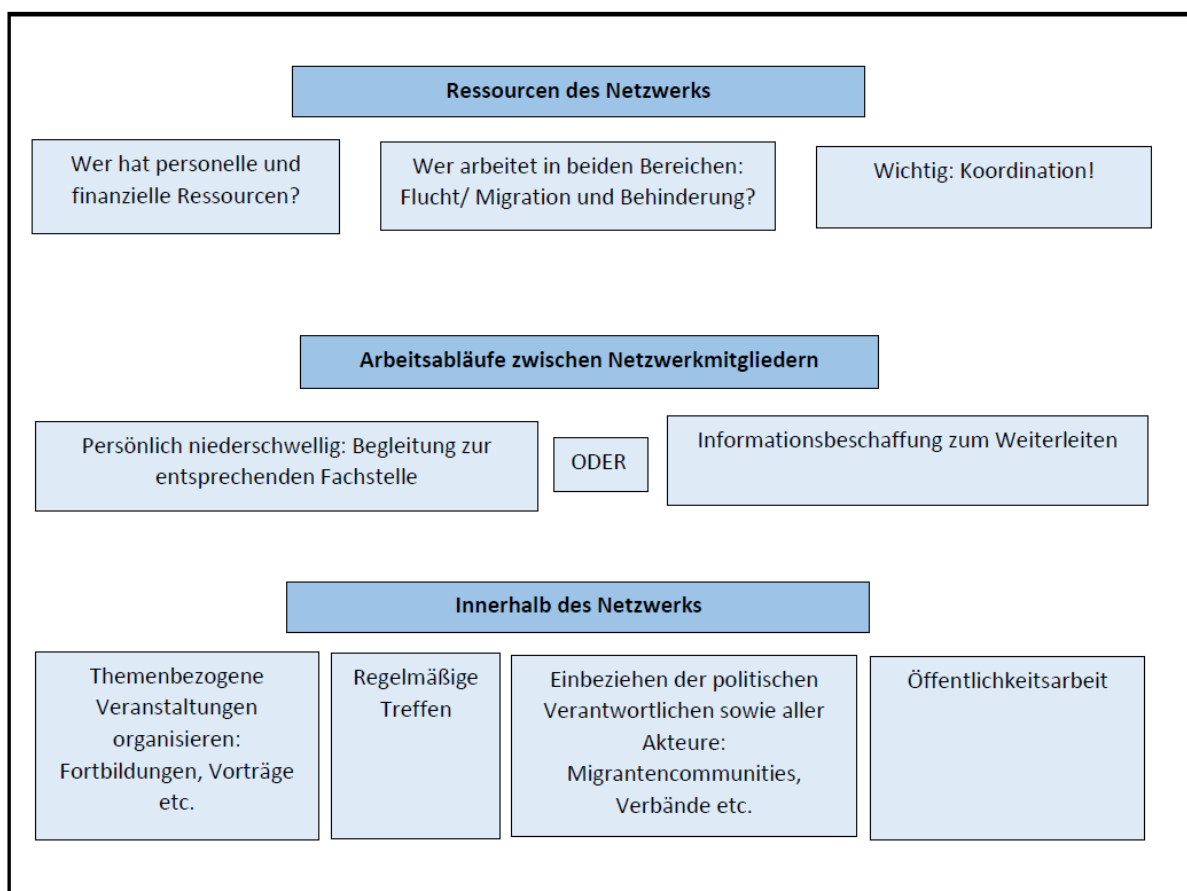 Ressourcen des Netzwerks
Wer hat personelle und
finanzielle Ressourcen?
Wer arbeitet in beiden Bereichen:
Flucht/ Migration und Behinderung?
Wichtig: Koordination!
Arbeitsabläufe zwischen Netzwerkmitgliedern
Persönlich niederschwellig: Begleitung zur
entsprechenden Fachstelle
ODER
Informationsbeschaffung zum Weiterleiten
Innerhalb des Netzwerks
Themenbezogene
Veranstaltungen
organisieren:
Fortbildungen, Vorträge
etc.
Regelmäßige
Treffen
Einbeziehen der politischen
Verantwortlichen sowie aller
Akteure:
Migrantencommunities,
Verbände etc.
Öffentlichkeitsarbeit